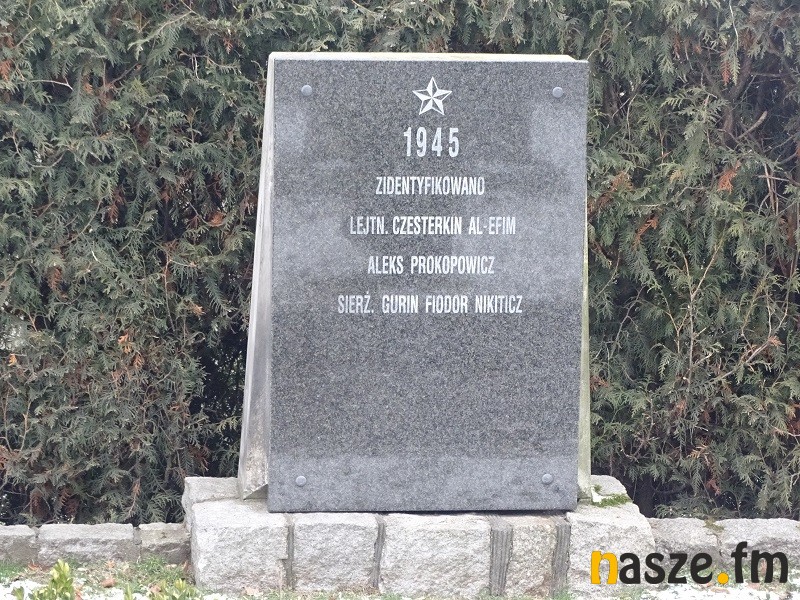 1945
ZIDENTYFIKOWANO
LEJTN. CZESTERKIN AL-EFIM
ALEKS PROKOPOWICZ
SIERŻ. GURIN FIODOR NIKITICZ
nasze.fm